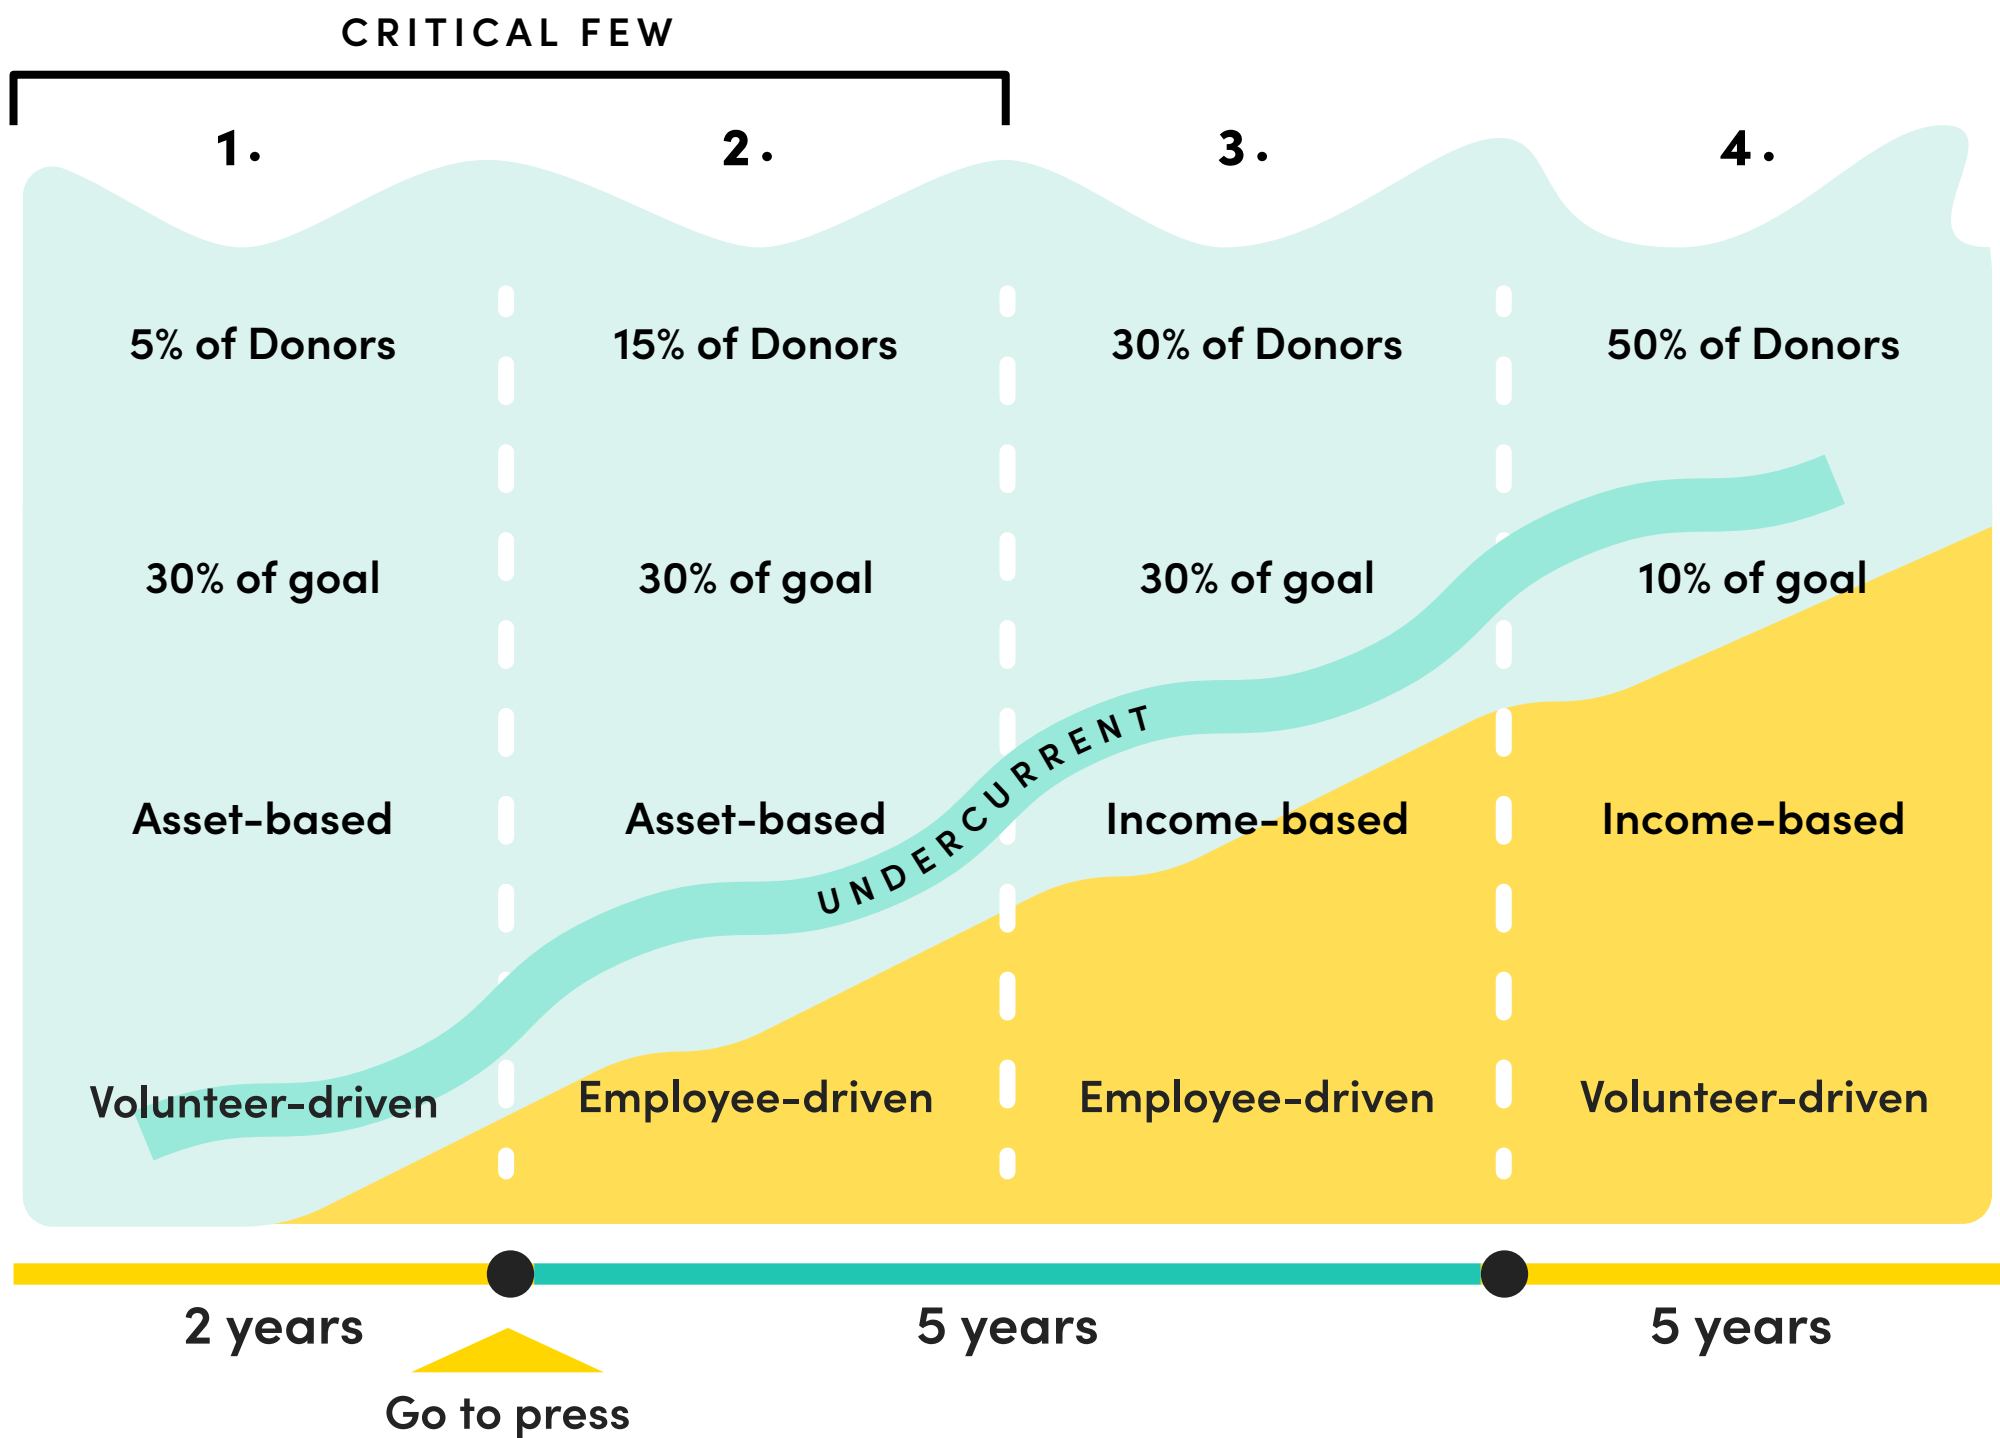 CRITICAL FEW
1. 2. 3. 4.
5% of Donors 15% of Donors 30% of Donors 50% of Donors
30% of goal 30% of goal 30% of goal 10% of goal
Asset-based Asset-based Income-based Income-based
UNDERCURRENT
Volunteer-driven Employee-driven Employee-driven Volunteer-driven
2 years 5 years 5 years
Go to press